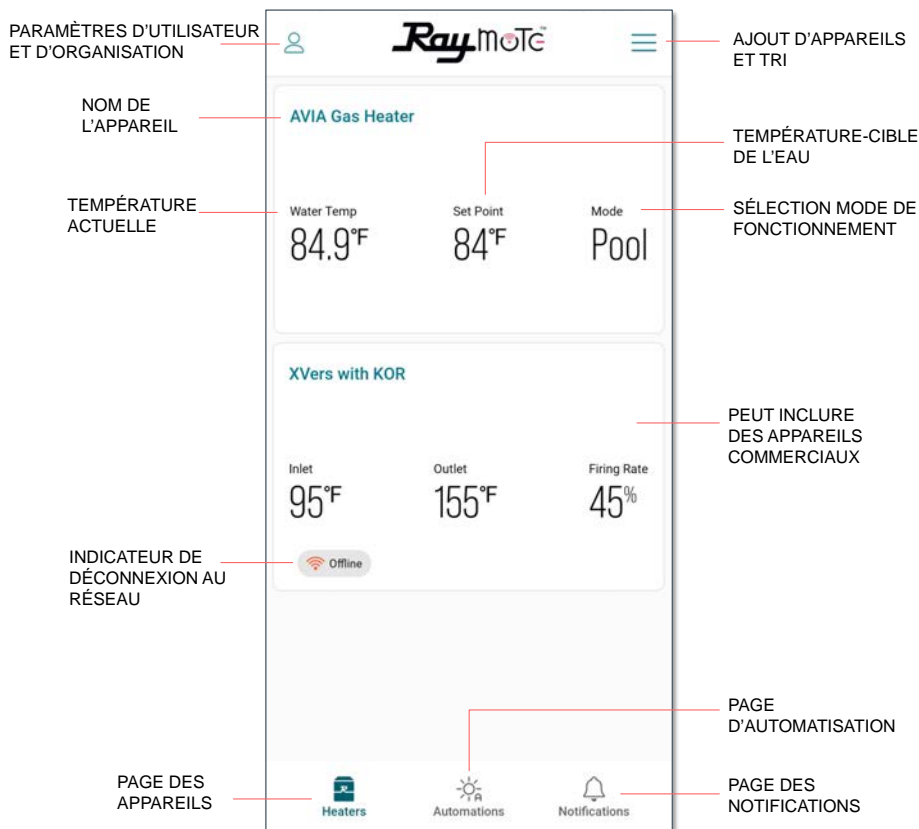 PARAMÈTRES D'UTILISATEUR
ET D'ORGANISATION
Raymote™
AJOUT D'APPAREILS
ET TRI
NOM DE
L'APPAREIL
AVIA Gas Heater
TEMPÉRATURE-CIBLE
DE L'EAU
TEMPÉRATURE
ACTUELLE
Water Temp
84.9°F
Set Point
84°F
Mode
Pool
SÉLECTION MODE DE
FONCTIONNEMENT
XVers with KOR
PEUT INCLURE
DES APPAREILS
COMMERCIAUX
Inlet
95°F
Outlet
155°F
Firing Rate
45%
INDICATEUR DE
DÉCONNEXION AU
RÉSEAU
Offline
PAGE
D'AUTOMATISATION
PAGE DES
APPAREILS
Heaters
Automations
Notifications
PAGE DES
NOTIFICATIONS